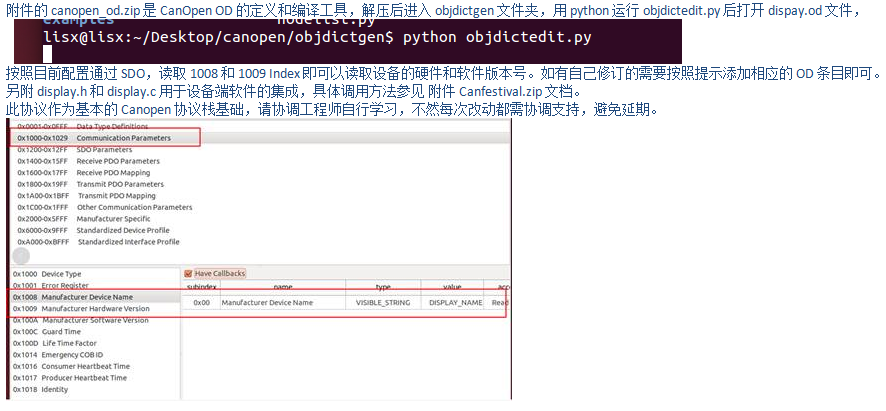 附件的 canopen_od.zip 是 CanOpen OD 的定义和编译工具，解压后进入 objdictgen 文件夹，用 python 运行 objdictedit.py 后打开 dispay.od 文件，
examples
nodelist.py
lisx@lisx:~/Desktop/canopen/objdictgen$ python objdictedit.py
按照目前配置通过 SDO，读取 1008 和 1009 Index 即可以读取设备的硬件和软件版本号。如有自己修订的需要按照提示添加相应的 OD 条目即可。
另附 display.h 和 display.c 用于设备端软件的集成，具体调用方法参见 附件 Canfestival.zip 文档。
此协议作为基本的 Canopen 协议栈基础，请协调工程师自行学习，不然每次改动都需协调支持，避免延期。
0x0001-0x0FFF Data Type Definitions
0x1000-0x1029 Communication Parameters
0x1200-0x12FF SDO Parameters
0x1400-0x15FF Receive PDO Parameters
0x1600-0x17FF Receive PDO Mapping
0x1800-0x19FF Transmit PDO Parameters
0x1A00-0x1BFF Transmit PDO Mapping
0x1C00-0x1FFF Other Communication Parameters
0x2000-0x5FFF Manufacturer Specific
0x6000-0x9FFF Standardized Device Profile
0xA000-0xBFFF Standardized Interface Profile
0x1000 Device Type
0x1001 Error Register
0x1008 Manufacturer Device Name
0x1009 Manufacturer Hardware Version
0x100A Manufacturer Software Version
0x100C Guard Time
0x100D Life Time Factor
0x1014 Emergency COB ID
0x1016 Consumer Heartbeat Time
0x1017 Producer Heartbeat Time
0x1018 Identity
Have Callbacks
subindex name type value acc
0x00 Manufacturer Device Name VISIBLE_STRING DISPLAY_NAME Read